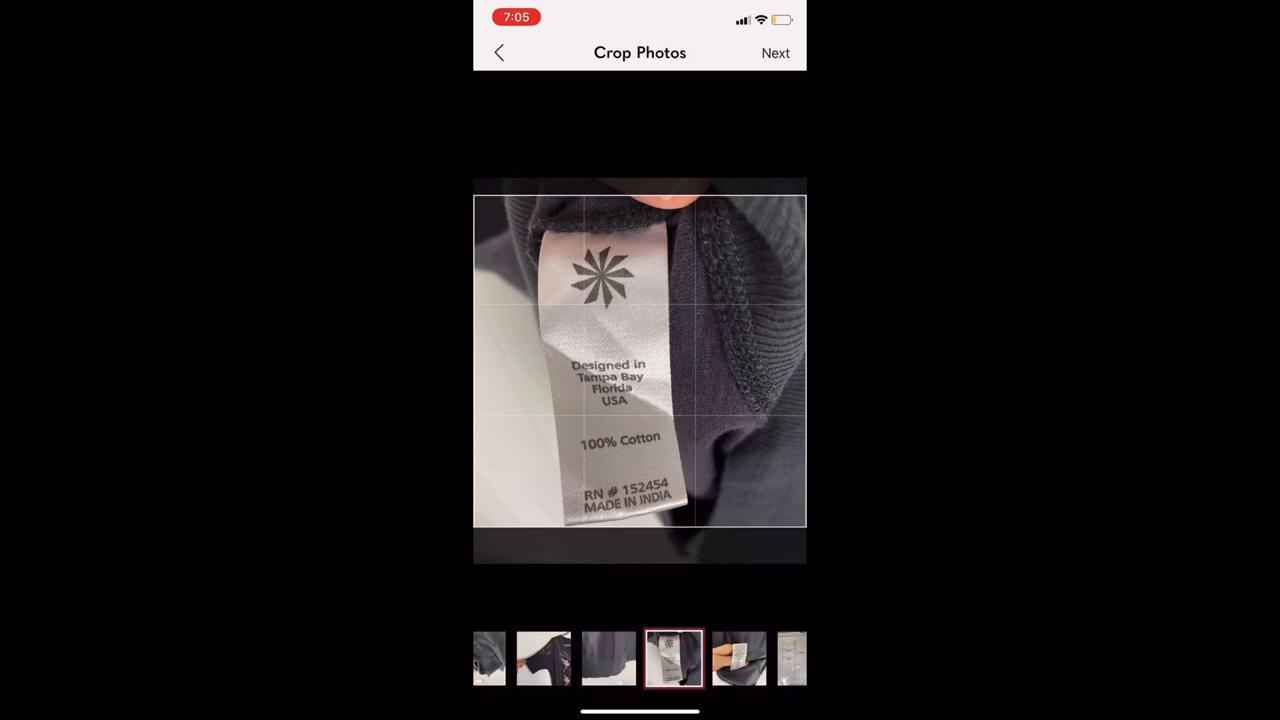 7:05
Crop Photos
Next
Designed in
Tampa Bay
Florida
USA
100% Cotton
RN # 152454
MADE IN INDIA